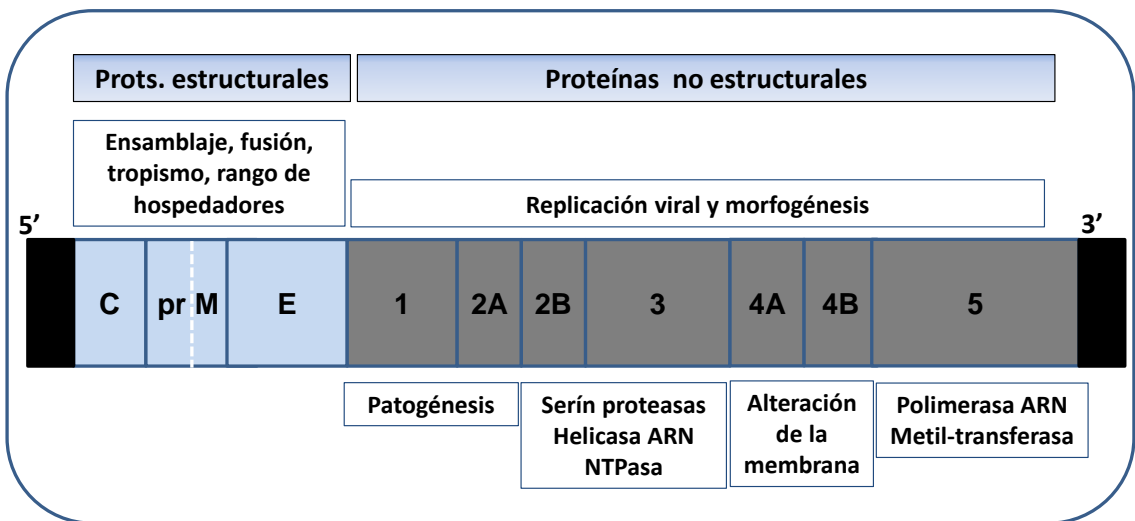 Prots. estructurales
Proteínas no estructurales
Ensamblaje, fusión,
tropismo, rango de
hospedadores
Replicación viral y morfogénesis
5’
3’
C
pr M
E
1
2A
2B
3
4A
4B
5
Patogénesis
Serín proteasas
Helicasa ARN
NTPasa
Alteración
de la
membrana
Polimerasa ARN
Metil-transferasa